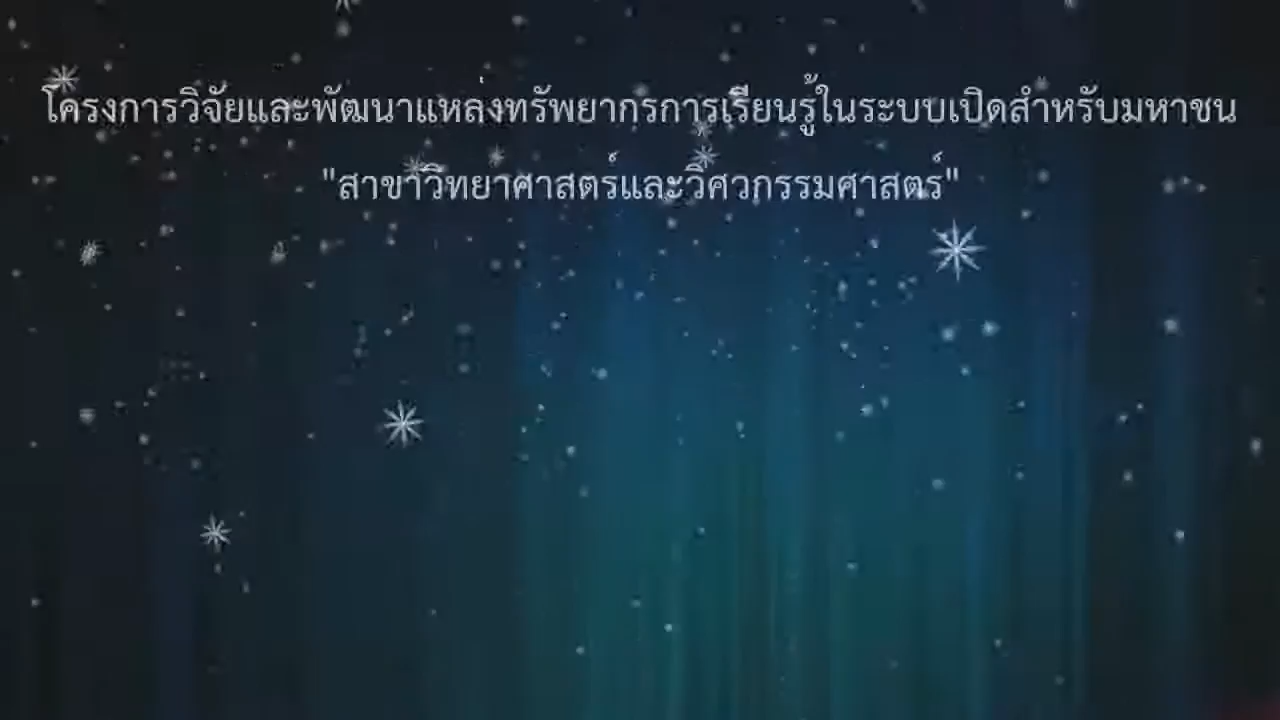 โครงการวิจัยและพัฒนาแหล่งทรัพยากรการเรียนรู้ในระบบเปิดสำหรับมหาชน
"สาขาวิทยาศาสตร์และวิศวกรรมศาสตร์"